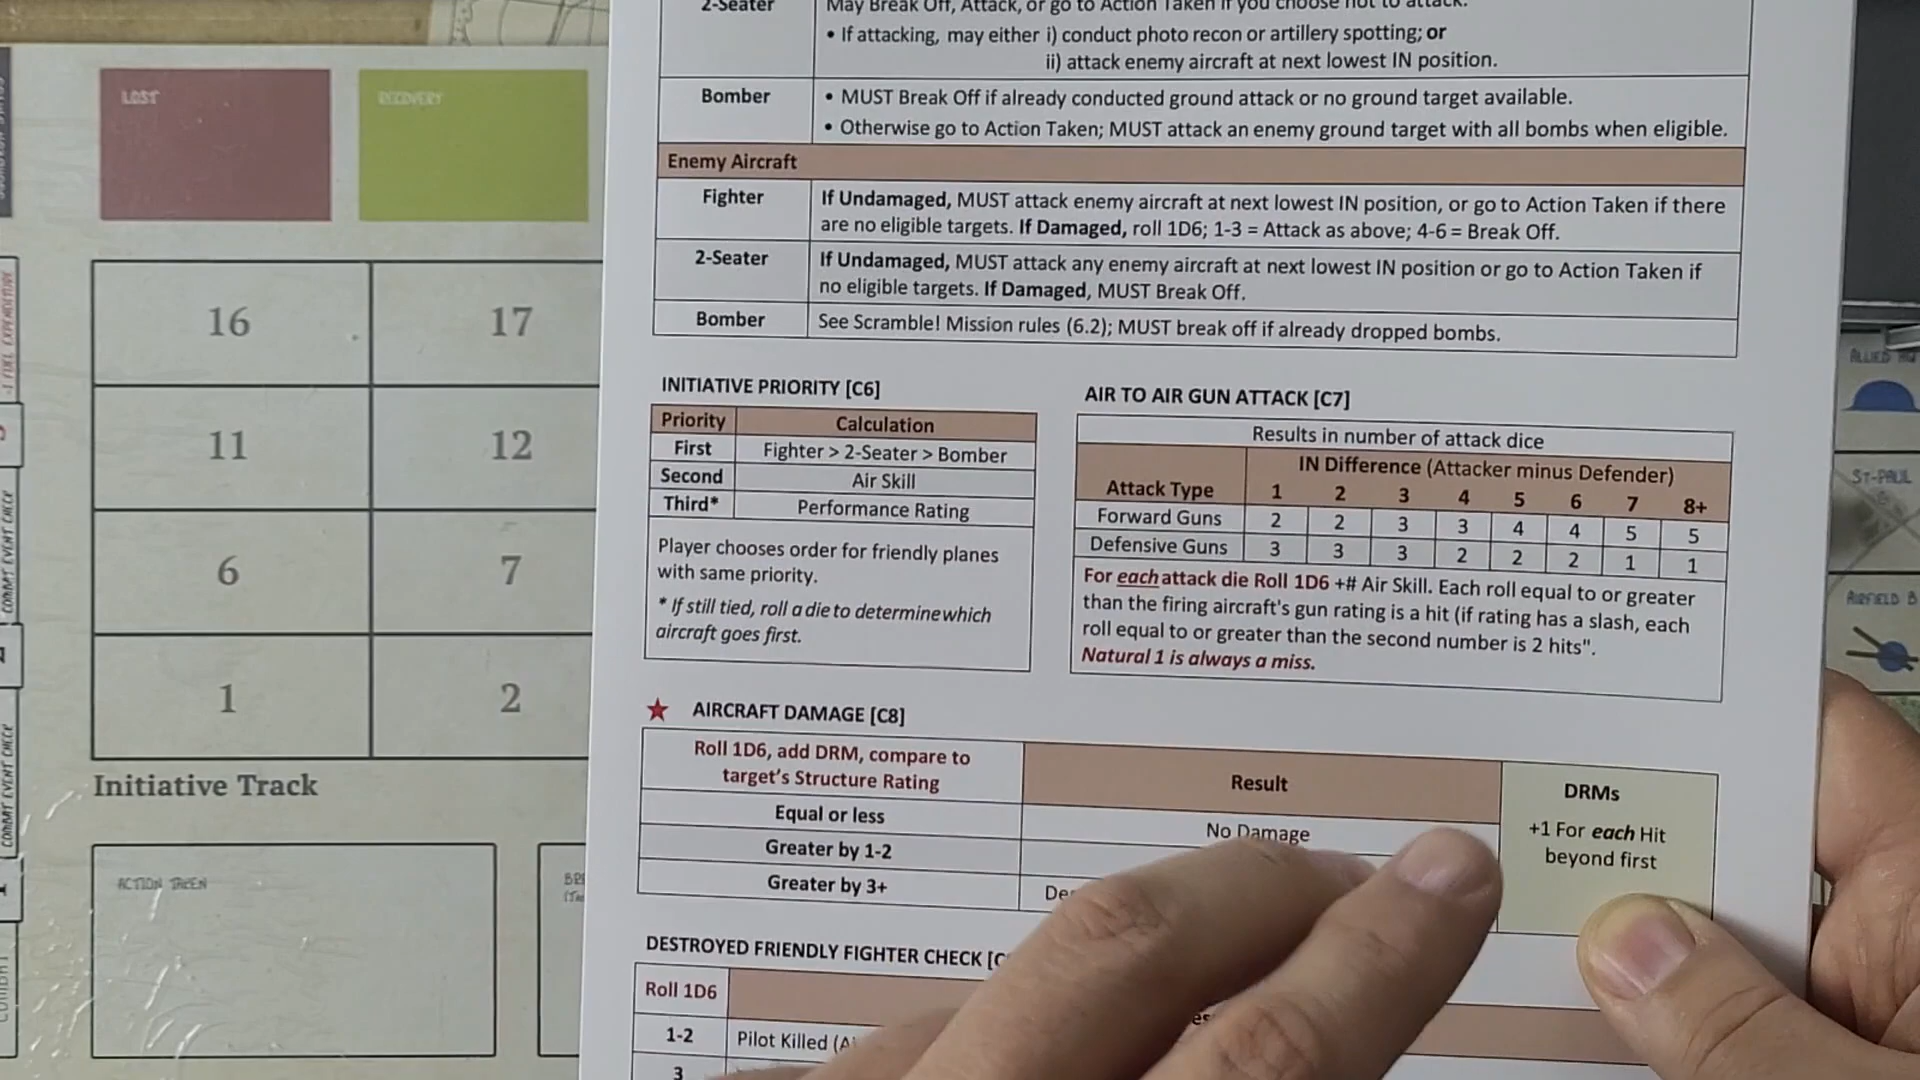 2-Seater
May Break Off, Attack, or go to Action Taken if you choose not to attack.
• If attacking, may either i) conduct photo recon or artillery spotting; or
ii) attack enemy aircraft at next lowest IN position.
Bomber
• MUST Break Off if already conducted ground attack or no ground target available.
• Otherwise go to Action Taken; MUST attack an enemy ground target with all bombs when eligible.
Enemy Aircraft
Fighter
If Undamaged, MUST attack enemy aircraft at next lowest IN position, or go to Action Taken if there
are no eligible targets. If Damaged, roll 1D6; 1-3 = Attack as above; 4-6 = Break Off.
2-Seater
If Undamaged, MUST attack any enemy aircraft at next lowest IN position or go to Action Taken if
no eligible targets. If Damaged, MUST Break Off.
Bomber
See Scramble! Mission rules (6.2); MUST break off if already dropped bombs.
INITIATIVE PRIORITY [C6]
Priority Calculation
First Fighter > 2-Seater > Bomber
Second Air Skill
Third* Performance Rating
Player chooses order for friendly planes
with same priority.
* If still tied, roll a die to determine which
aircraft goes first.
AIR TO AIR GUN ATTACK [C7]
Results in number of attack dice
IN Difference (Attacker minus Defender)
Attack Type 1 2 3 4 5 6 7 8+
Forward Guns 2 2 3 3 4 4 5 5
Defensive Guns 3 3 3 2 2 2 1 1
For each attack die Roll 1D6 +# Air Skill. Each roll equal to or greater
than the firing aircraft's gun rating is a hit (if rating has a slash, each
roll equal to or greater than the second number is 2 hits".
Natural 1 is always a miss.
AIRCRAFT DAMAGE [C8]
Roll 1D6, add DRM, compare to
target's Structure Rating
Result
DRMs
Equal or less
No Damage
+1 For each Hit
beyond first
Greater by 1-2
Greater by 3+
DESTROYED FRIENDLY FIGHTER CHECK
Roll 1D6
1-2 Pilot Killed
3
LOST
RECOVERY
16 17
11 12
6 7
1 2
Initiative Track
ACTION TAKEN
-1 FUEL EXPENDITURE
COMBAT EVENT CHECK
COMBAT EVENT CHECK
ALLIED HQ
ST-PAUL
AIRFIELD B